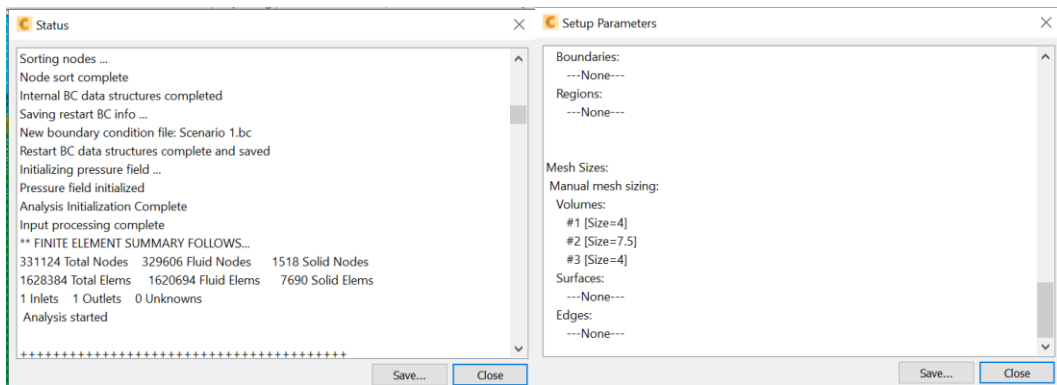 Status
Sorting nodes ...
Node sort complete
Internal BC data structures completed
Saving restart BC info ...
New boundary condition file: Scenario 1.bc
Restart BC data structures complete and saved
Initializing pressure field ...
Pressure field initialized
Analysis Initialization Complete
Input processing complete
** FINITE ELEMENT SUMMARY FOLLOWS...
331124 Total Nodes 329606 Fluid Nodes 1518 Solid Nodes
1628384 Total Elems 1620694 Fluid Elems 7690 Solid Elems
1 Inlets 1 Outlets 0 Unknowns
Analysis started
++++++++++++++++++++++++++++++++++++++++
Save... Close
Setup Parameters
Boundaries:
---None---
Regions:
---None---
Mesh Sizes:
Manual mesh sizing:
Volumes:
#1 [Size=4]
#2 [Size=7.5]
#3 [Size=4]
Surfaces:
---None---
Edges:
---None---
Save... Close